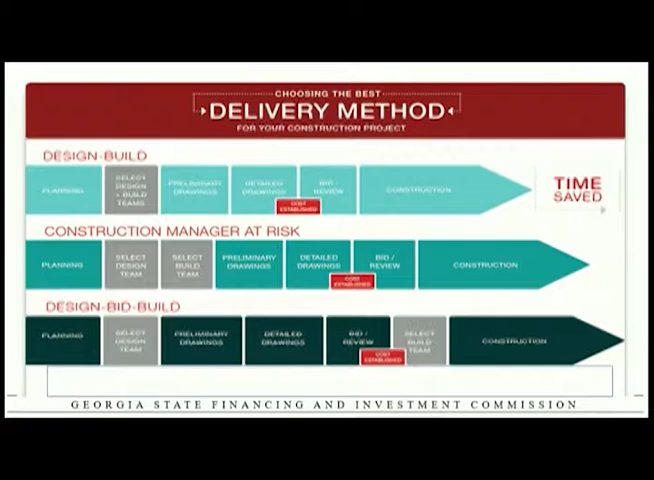 CHOOSING THE BEST
DELIVERY METHOD
FOR YOUR CONSTRUCTION PROJECT
DESIGN-BUILD
PLANNING
SELECT
DESIGN
+ BUILD
TEAMS
PRELIMINARY
DRAWINGS
DETAILED
DRAWINGS
COST
ESTABLISHED
BID /
REVIEW
CONSTRUCTION
TIME
SAVED
CONSTRUCTION MANAGER AT RISK
PLANNING
SELECT
DESIGN
TEAM
SELECT
BUILD
TEAM
PRELIMINARY
DRAWINGS
DETAILED
DRAWINGS
COST
ESTABLISHED
BID /
REVIEW
CONSTRUCTION
DESIGN-BID-BUILD
PLANNING
SELECT
DESIGN
TEAM
PRELIMINARY
DRAWINGS
DETAILED
DRAWINGS
BID /
REVIEW
COST
ESTABLISHED
SELECT
BUILD
TEAM
CONSTRUCTION
GEORGIA STATE FINANCING AND INVESTMENT COMMISSION